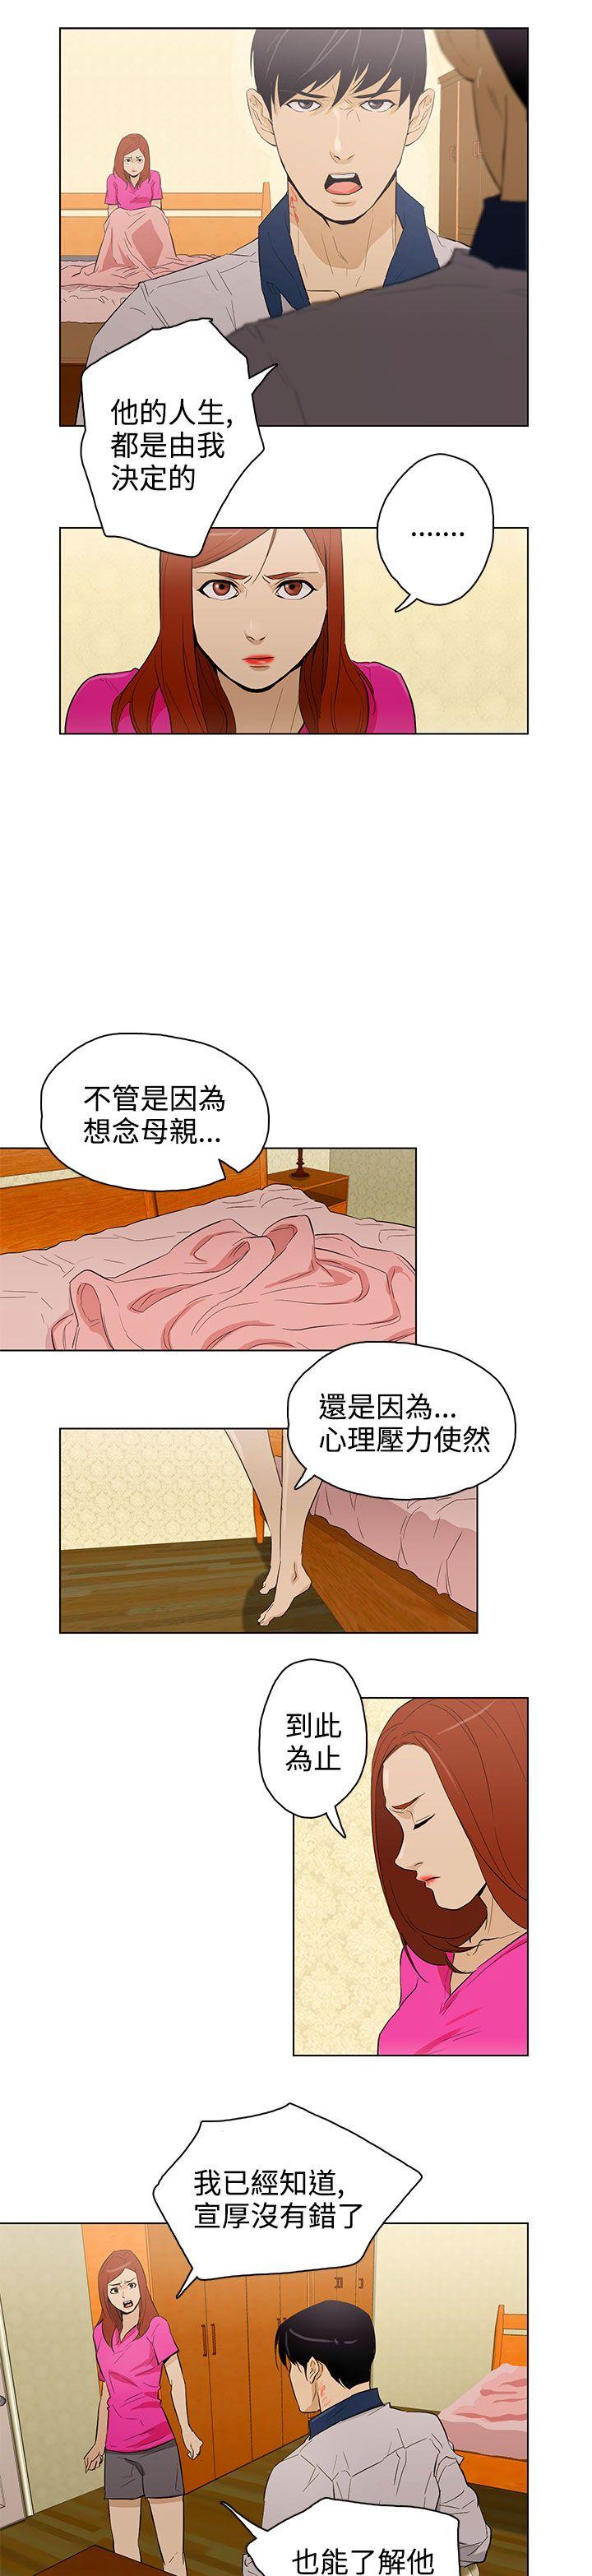 他的人生,
都是由我
決定的
.......
不管是因為
想念母親...
還是因為...
心理壓力使然
到此
為止
我已經知道,
宣厚沒有錯了
也能了解他